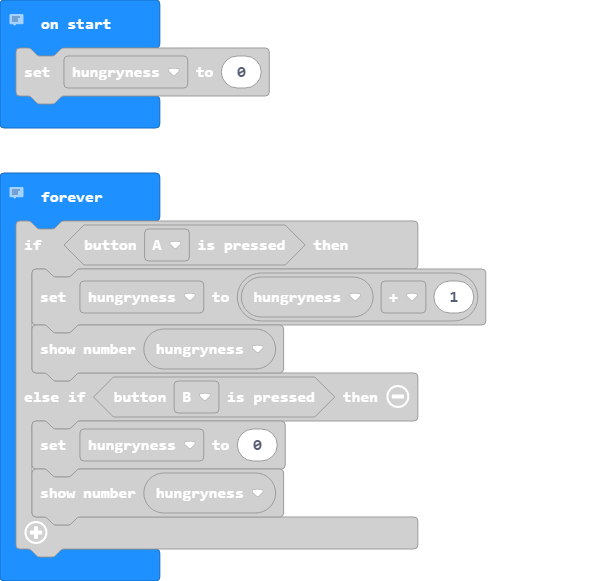 on start
set hungryness to 0
forever
if button A is pressed then
set hungryness to hungryness + 1
show number hungryness
else if button B is pressed then
set hungryness to 0
show number hungryness